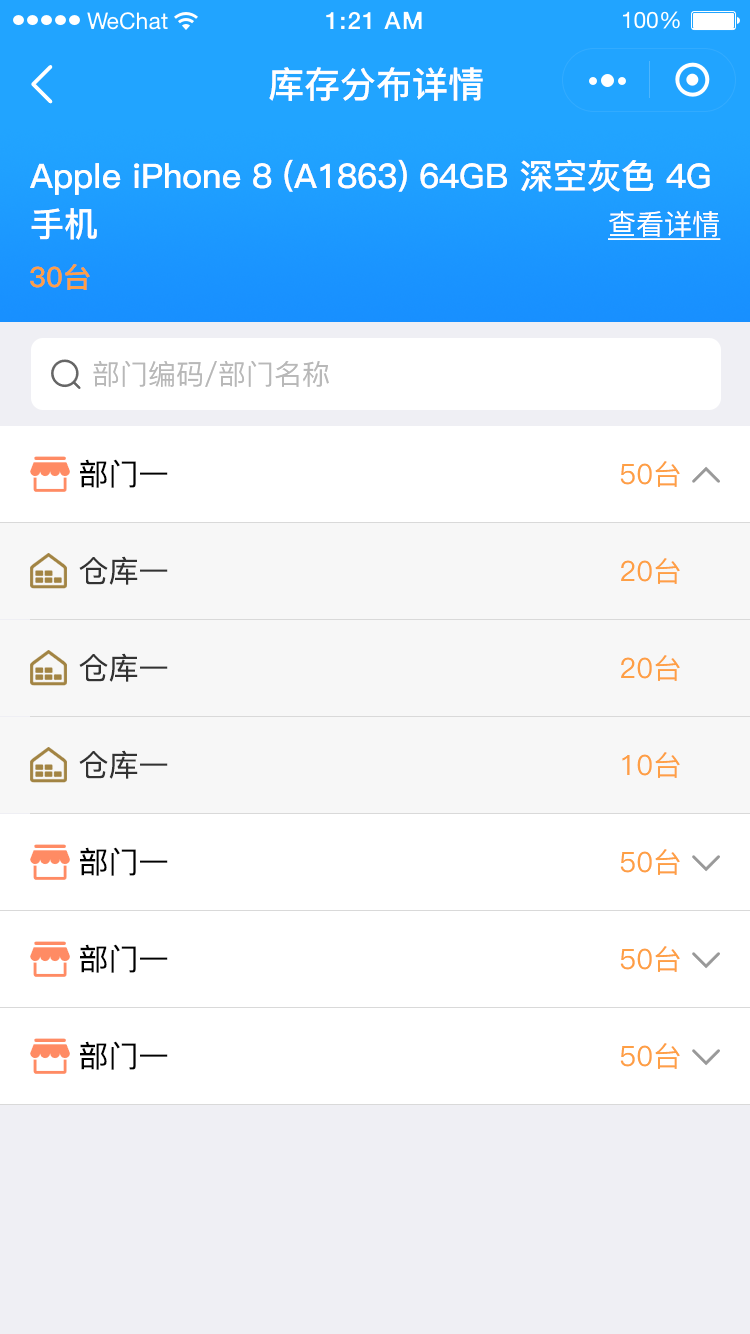 WeChat 1:21 AM 100%
库存分布详情
Apple iPhone 8 (A1863) 64GB 深空灰色 4G
手机 查看详情
30台
部门编码/部门名称
部门一 50台
仓库一 20台
仓库一 20台
仓库一 10台
部门一 50台
部门一 50台
部门一 50台